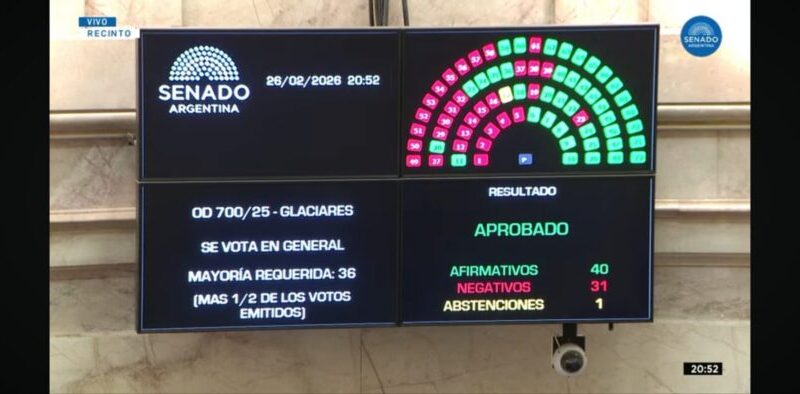 VIVO
RECINTO
SENADO
ARGENTINA
26/02/2026 20:52
SENADO
ARGENTINA
P
OD 700/25 - GLACIARES
SE VOTA EN GENERAL
MAYORÍA REQUERIDA: 36
(MAS 1/2 DE LOS VOTOS
EMITIDOS)
RESULTADO
APROBADO
AFIRMATIVOS 40
NEGATIVOS 31
ABSTENCIONES 1
20:52